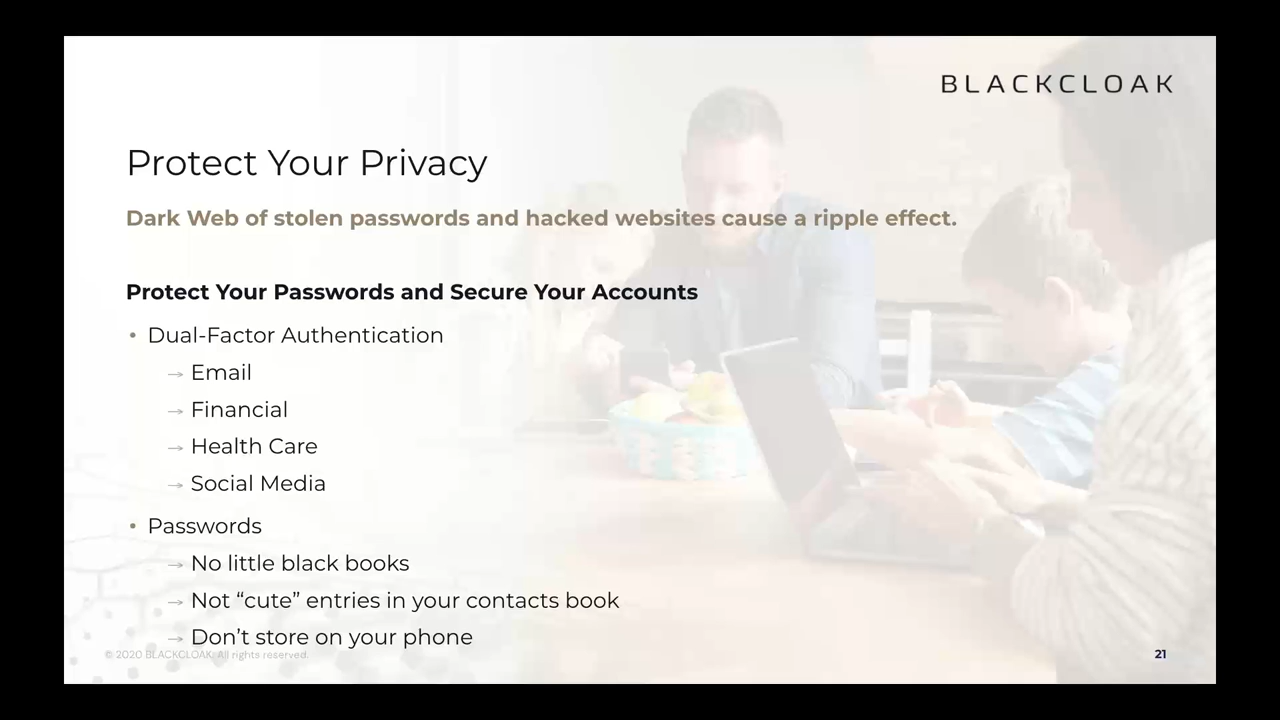 BLACKCLOAK
Protect Your Privacy
Dark Web of stolen passwords and hacked websites cause a ripple effect.
Protect Your Passwords and Secure Your Accounts
• Dual-Factor Authentication
→ Email
→ Financial
→ Health Care
→ Social Media
• Passwords
→ No little black books
→ Not “cute” entries in your contacts book
→ Don’t store on your phone
© 2020 BLACKCLOAK. All rights reserved.
21